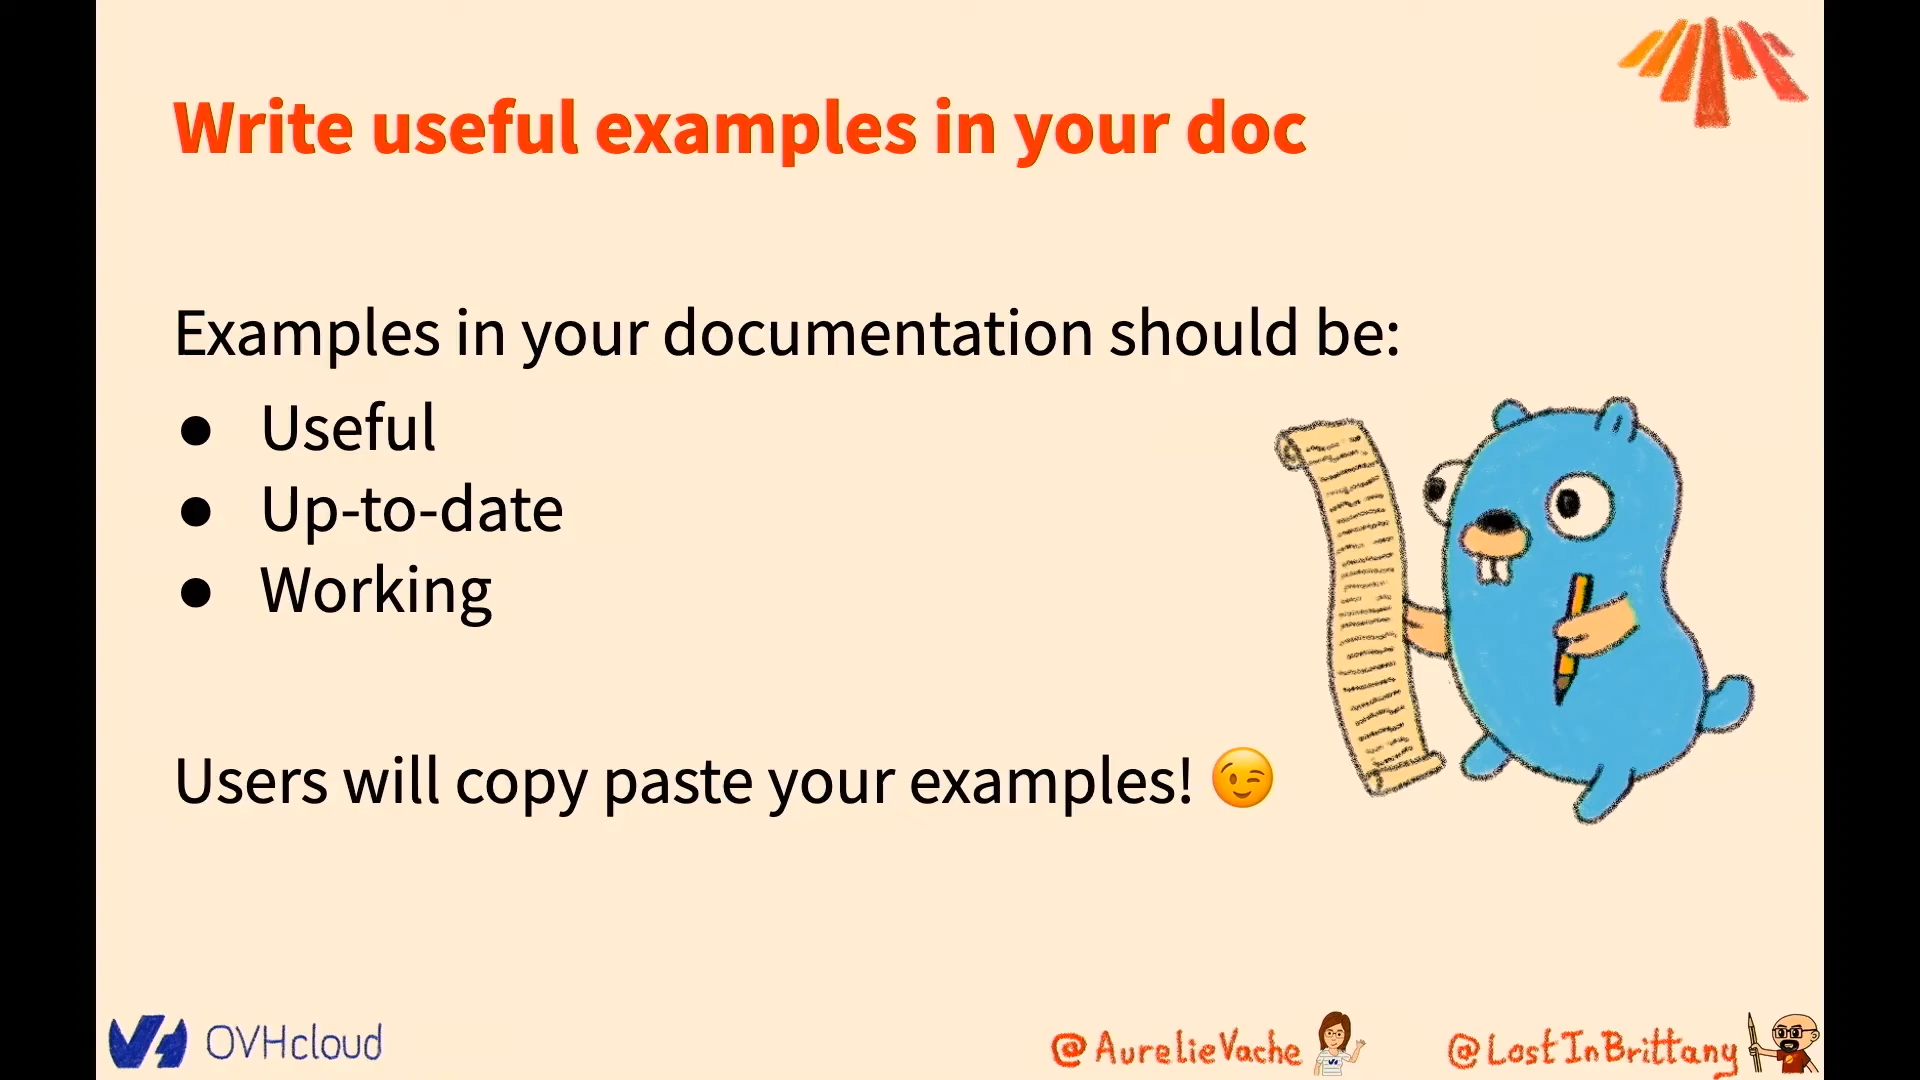 Write useful examples in your doc
Examples in your documentation should be:
● Useful
● Up-to-date
● Working
Users will copy paste your examples! 😉
OVHcloud
@AurelieVache
@LostInBrittany